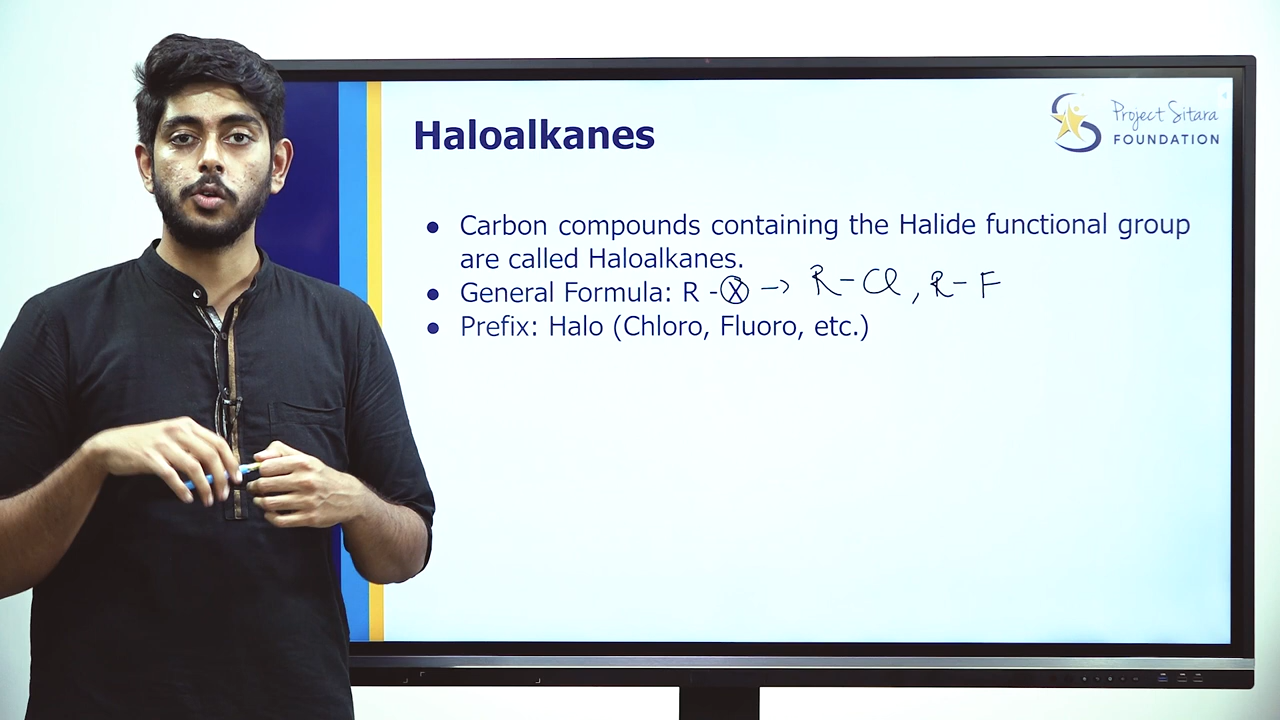 Haloalkanes
Project Sitara
FOUNDATION
● Carbon compounds containing the Halide functional group
are called Haloalkanes.
● General Formula: R -X → R-Cl, R-F
● Prefix: Halo (Chloro, Fluoro, etc.)